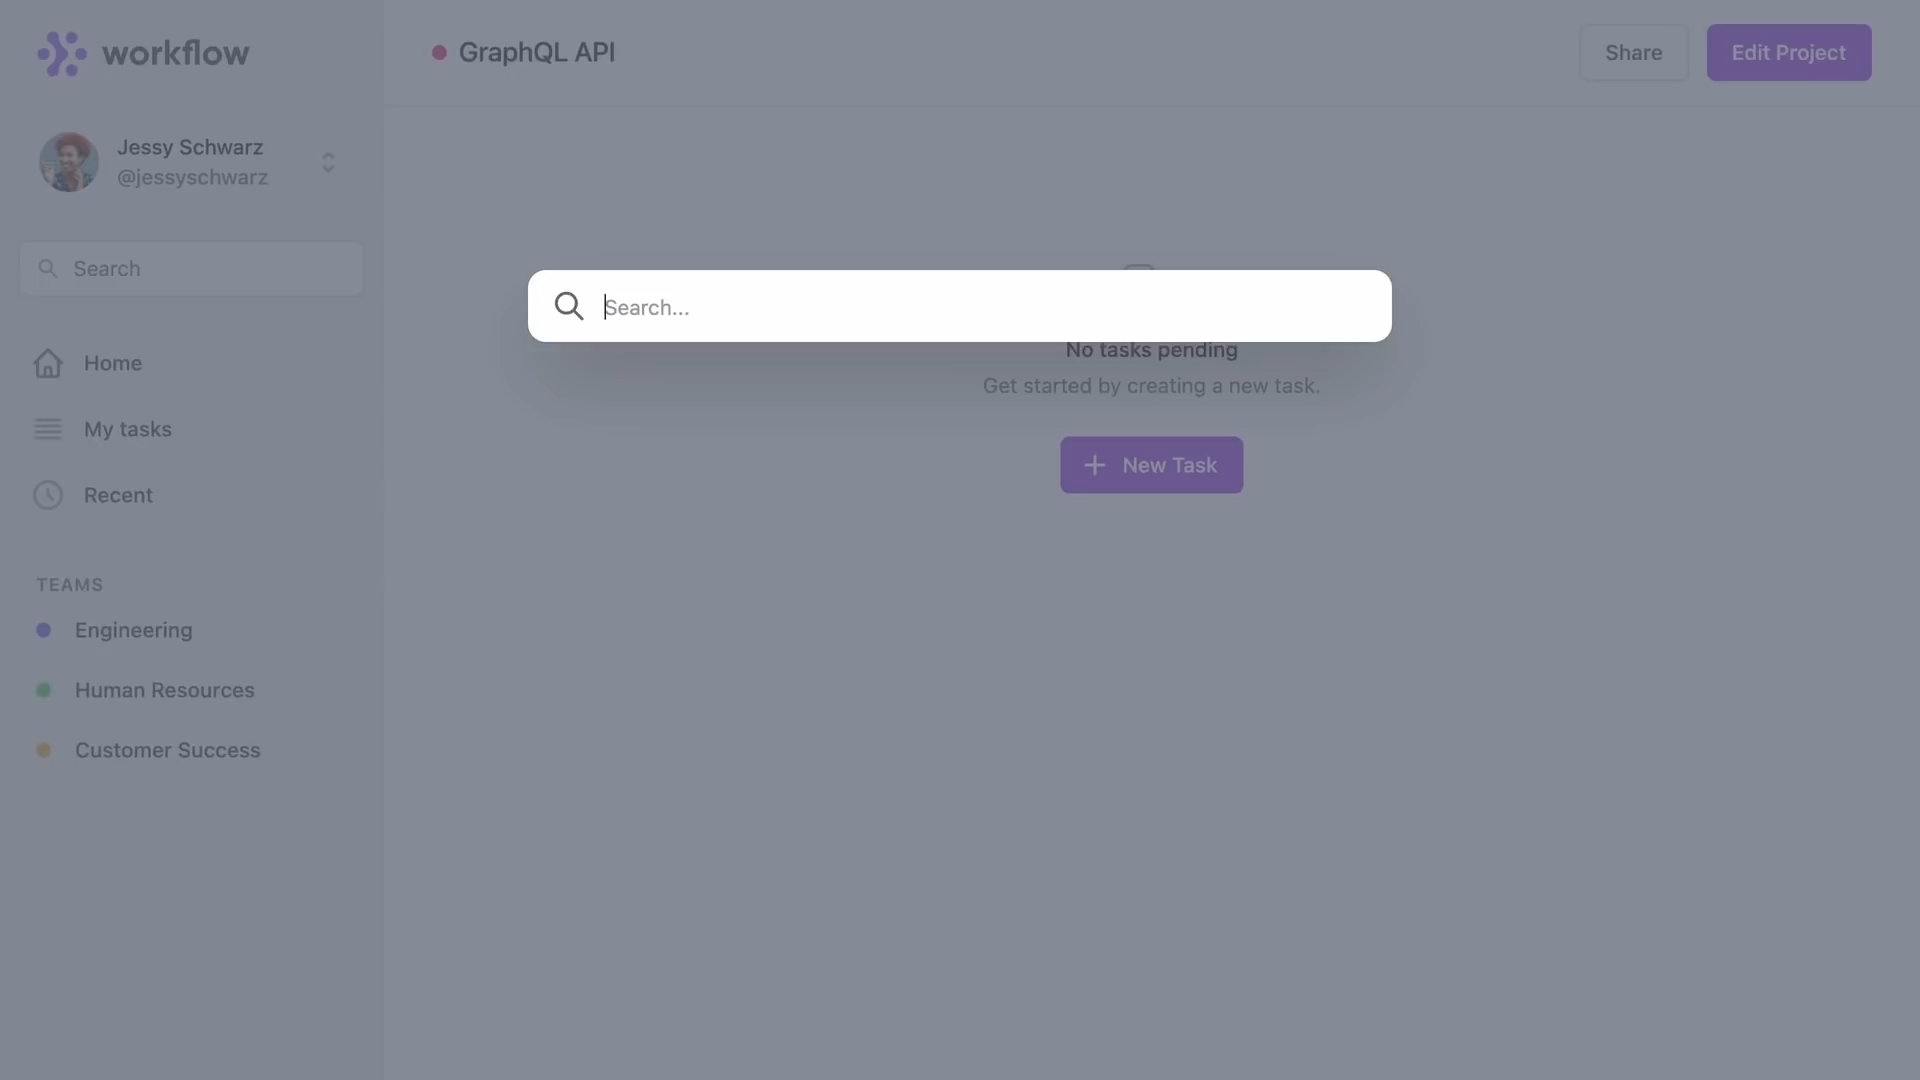 workflow
Jessy Schwarz
@jessyschwarz
Search
Home
My tasks
Recent
TEAMS
Engineering
Human Resources
Customer Success
GraphQL API
Share
Edit Project
Search...
No tasks pending
Get started by creating a new task.
New Task